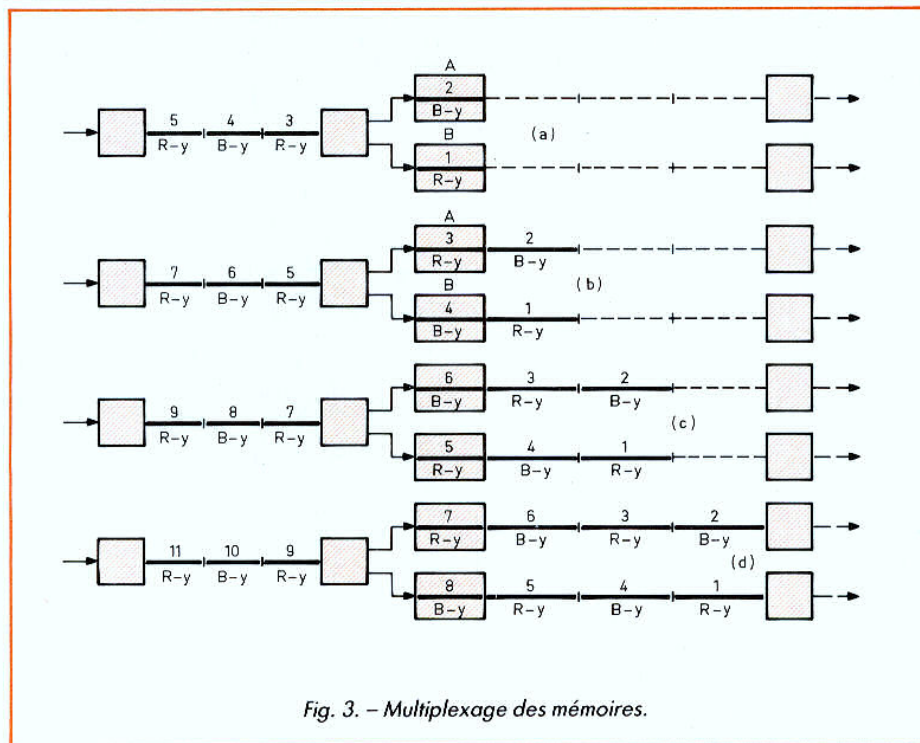 A
2
B-y
5 4 3
R-y B-y R-y
B
(a)
1
R-y
A
3 2
R-y B-y
7 6 5
R-y B-y R-y
B
(b)
4 1
B-y R-y
6 3 2
B-y R-y B-y
9 8 7
R-y B-y R-y
(c)
5 4 1
R-y B-y R-y
7 6 3 2
R-y B-y R-y B-y
11 10 9
R-y B-y R-y
(d)
8 5 4 1
B-y R-y B-y R-y
Fig. 3. – Multiplexage des mémoires.